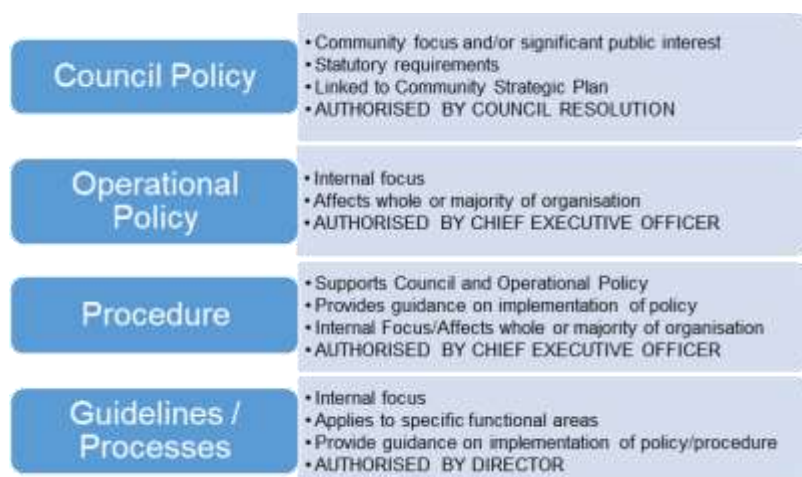 Council Policy
• Community focus and/or significant public interest
• Statutory requirements
• Linked to Community Strategic Plan
• AUTHORISED BY COUNCIL RESOLUTION
Operational
Policy
• Internal focus
• Affects whole or majority of organisation
• AUTHORISED BY CHIEF EXECUTIVE OFFICER
Procedure
• Supports Council and Operational Policy
• Provides guidance on implementation of policy
• Internal Focus/Affects whole or majority of organisation
• AUTHORISED BY CHIEF EXECUTIVE OFFICER
Guidelines /
Processes
• Internal focus
• Applies to specific functional areas
• Provide guidance on implementation of policy/procedure
• AUTHORISED BY DIRECTOR